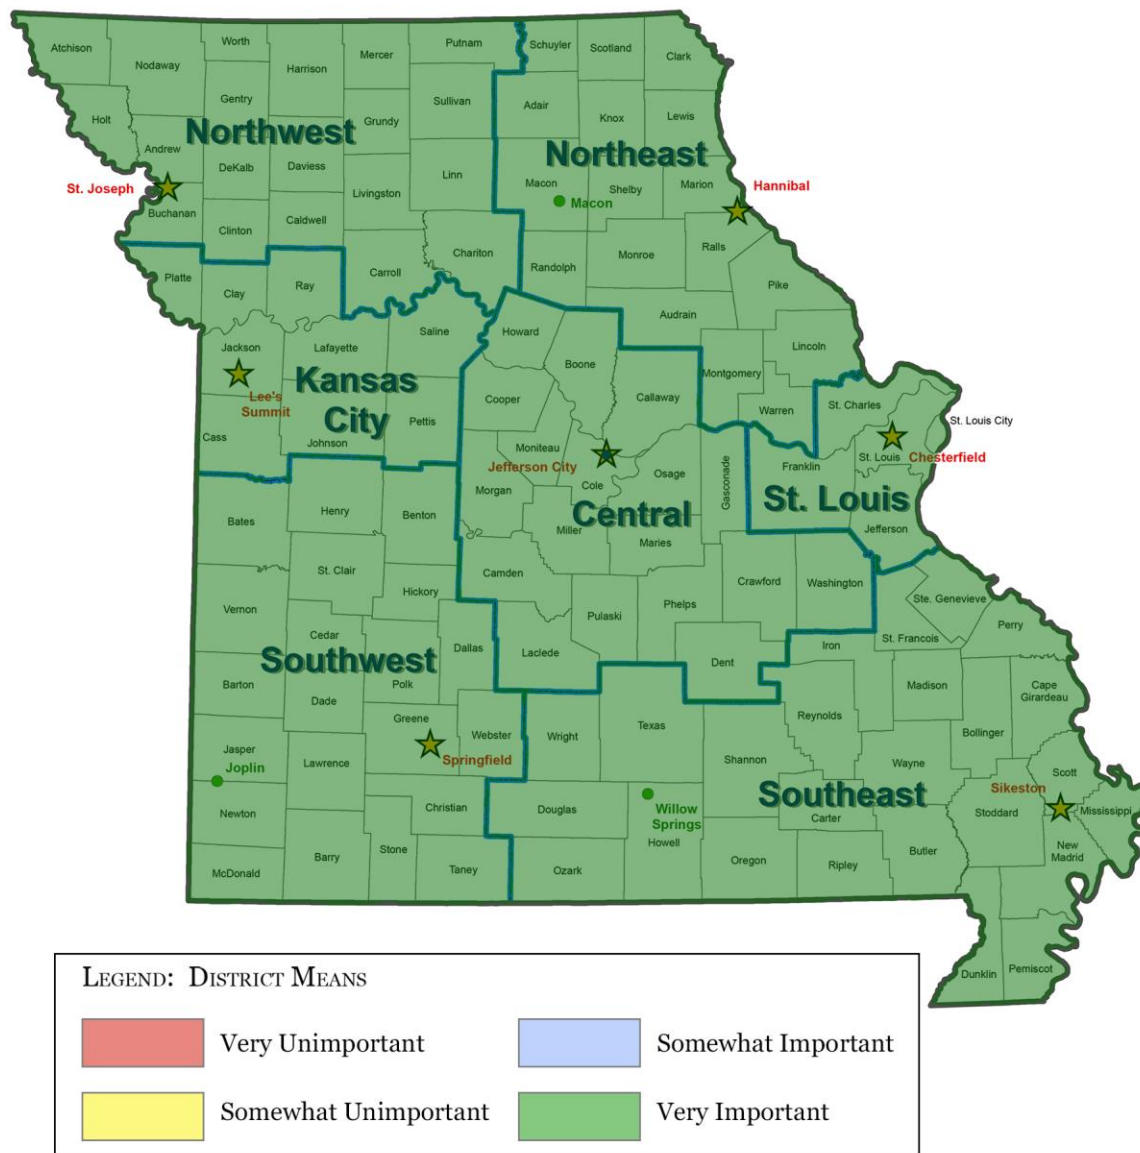 Atchison
Nodaway
Worth
Harrison
Mercer
Putnam
Schuyler
Scotland
Clark
Holt
Gentry
Sullivan
Adair
Knox
Lewis
Andrew
Grundy
Northwest
Northeast
DeKalb
Daviess
Linn
Macon
Shelby
Marion
St. Joseph
Hannibal
Livingston
Macon
Buchanan
Clinton
Caldwell
Chariton
Randolph
Monroe
Ralls
Carroll
Platte
Clay
Ray
Pike
Audrain
Saline
Howard
Jackson
Lafayette
Boone
Lincoln
Kansas
City
Montgomery
Lee's
Summit
Cooper
Callaway
Warren
St. Charles
St. Louis City
Cass
Johnson
Pettis
Moniteau
Jefferson City
Cole
Osage
Gasconade
Franklin
St. Louis
Chesterfield
Morgan
Central
St. Louis
Bates
Henry
Benton
Miller
Maries
Jefferson
St. Clair
Camden
Crawford
Washington
Hickory
Vernon
Pulaski
Phelps
Ste. Genevieve
Cedar
Dallas
Laclede
Dent
Iron
St. Francois
Perry
Southwest
Barton
Polk
Madison
Cape
Girardeau
Dade
Greene
Webster
Wright
Texas
Reynolds
Bollinger
Jasper
Joplin
Lawrence
Springfield
Shannon
Wayne
Scott
Southeast
Sikeston
Newton
Christian
Douglas
Willow
Springs
Howell
Carter
Stoddard
Mississippi
McDonald
Barry
Stone
Taney
Ozark
Oregon
Ripley
Butler
New
Madrid
Dunklin
Pemiscot
LEGEND: DISTRICT MEANS
Very Unimportant
Somewhat Important
Somewhat Unimportant
Very Important